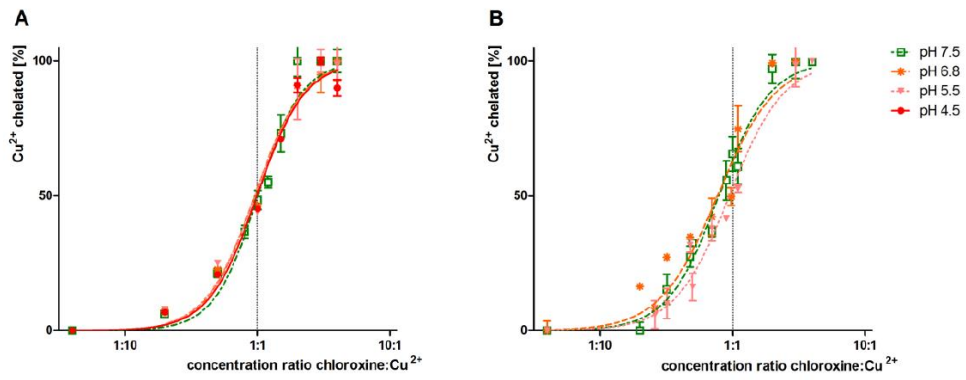 A
Cu²⁺ chelated [%]
100
50
0
1:10
1:1
10:1
concentration ratio chloroxine:Cu²⁺
B
Cu²⁺ chelated [%]
100
50
0
1:10
1:1
10:1
concentration ratio chloroxine:Cu²⁺
pH 7.5
pH 6.8
pH 5.5
pH 4.5